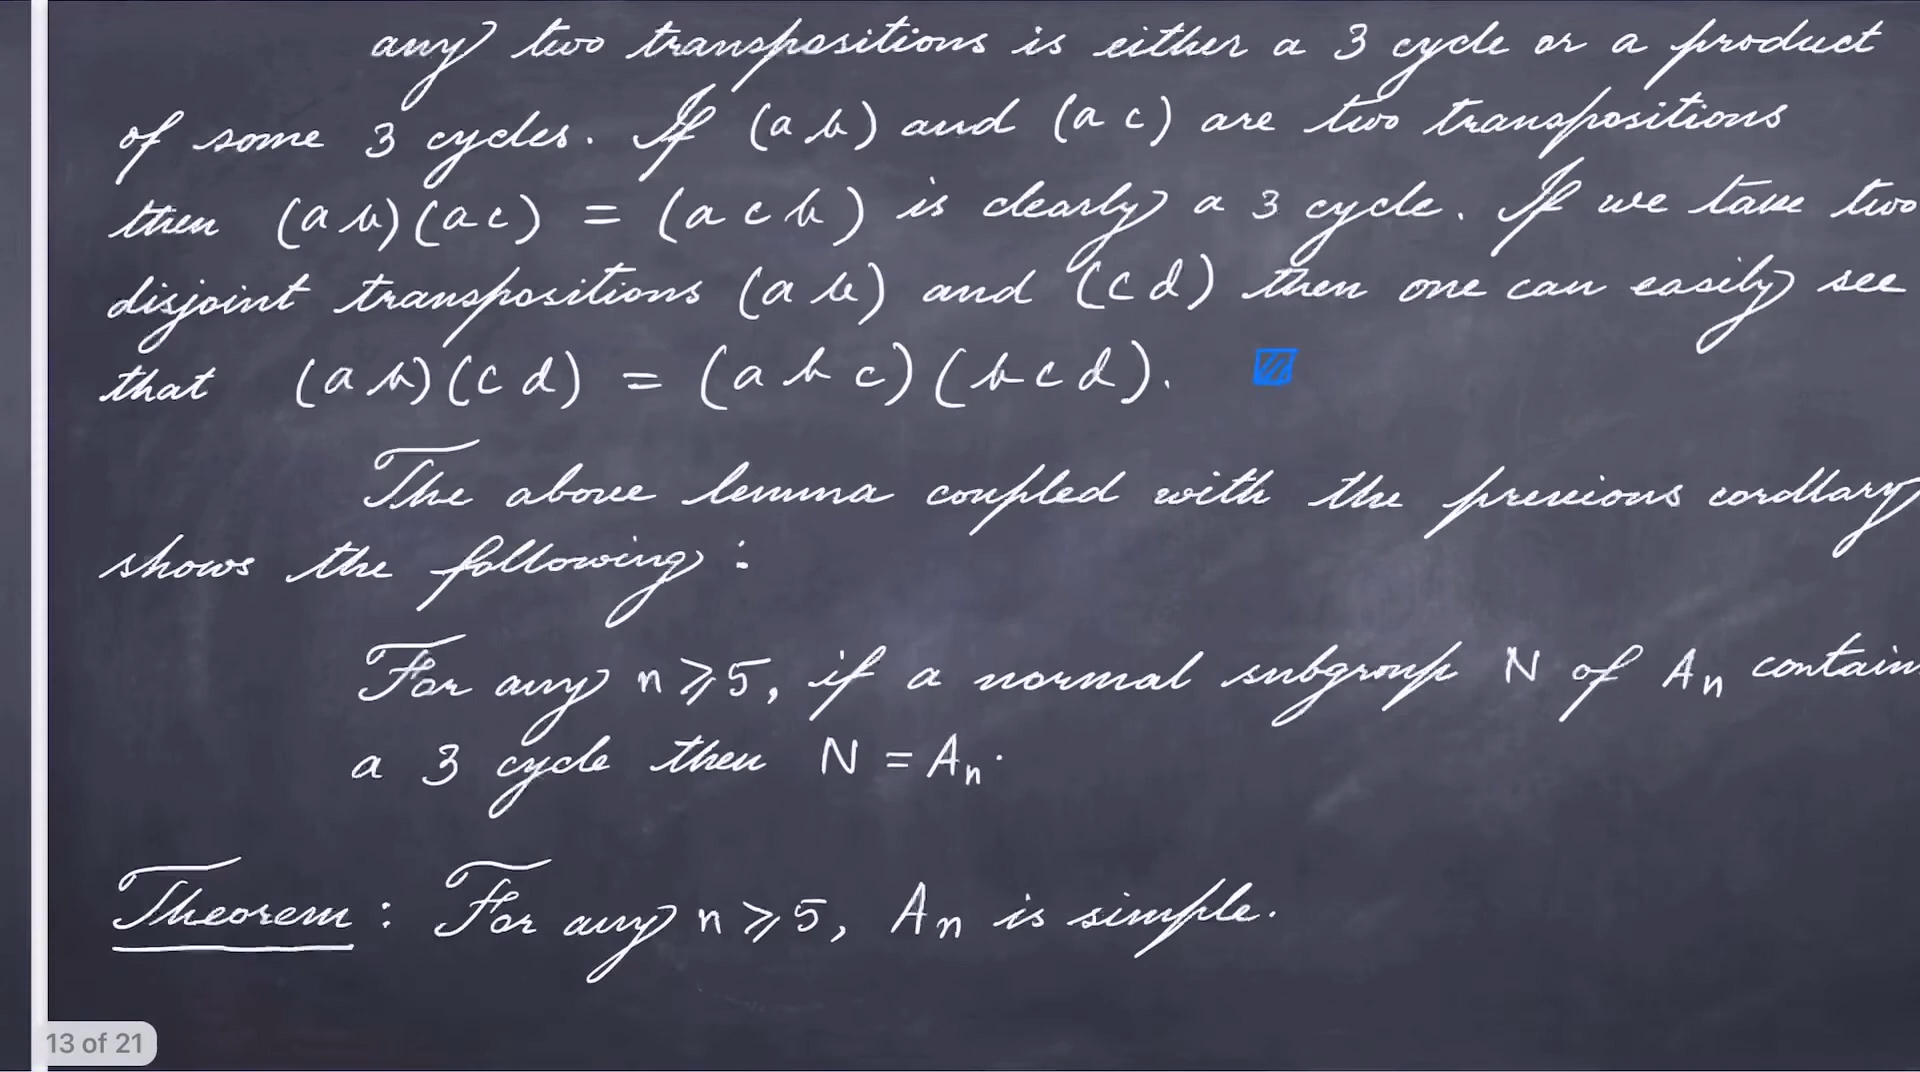 any two transpositions is either a 3 cycle or a product
of some 3 cycles. If (a b) and (a c) are two transpositions
then (a b)(a c) = (a c b) is clearly a 3 cycle. If we take two
disjoint transpositions (a b) and (c d) then one can easily see
that (a b)(c d) = (a b c)(b c d).
The above lemma coupled with the previous corollary
shows the following:
For any n ⩾ 5, if a normal subgroup N of Aₙ contain
a 3 cycle then N = Aₙ.
Theorem: For any n ⩾ 5, Aₙ is simple.
13 of 21